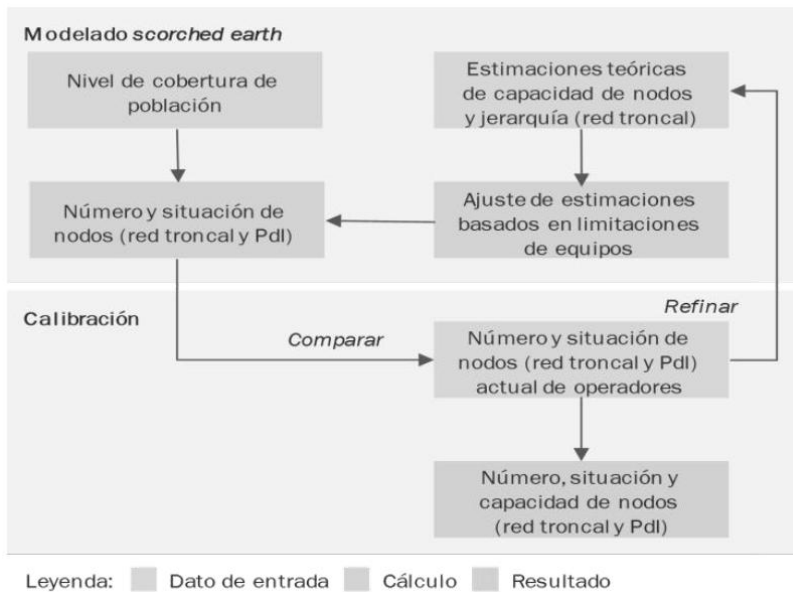 Modelado scorched earth
Nivel de cobertura de
población
Estimaciones teóricas
de capacidad de nodos
y jerarquía (red troncal)
Número y situación de
nodos (red troncal y PdI)
Ajuste de estimaciones
basados en limitaciones
de equipos
Calibración
Refinar
Comparar
Número y situación de
nodos (red troncal y PdI)
actual de operadores
Número, situación y
capacidad de nodos
(red troncal y PdI)
Leyenda: Dato de entrada Cálculo Resultado